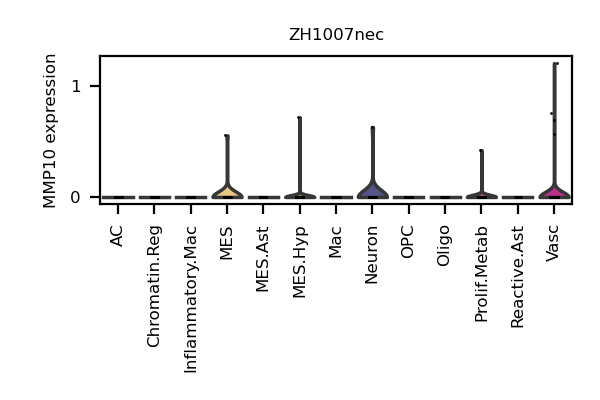 ZH1007nec
MMP10 expression
1
0
AC
Chromatin.Reg
Inflammatory.Mac
MES
MES.Ast
MES.Hyp
Mac
Neuron
OPC
Oligo
Prolif.Metab
Reactive.Ast
Vasc